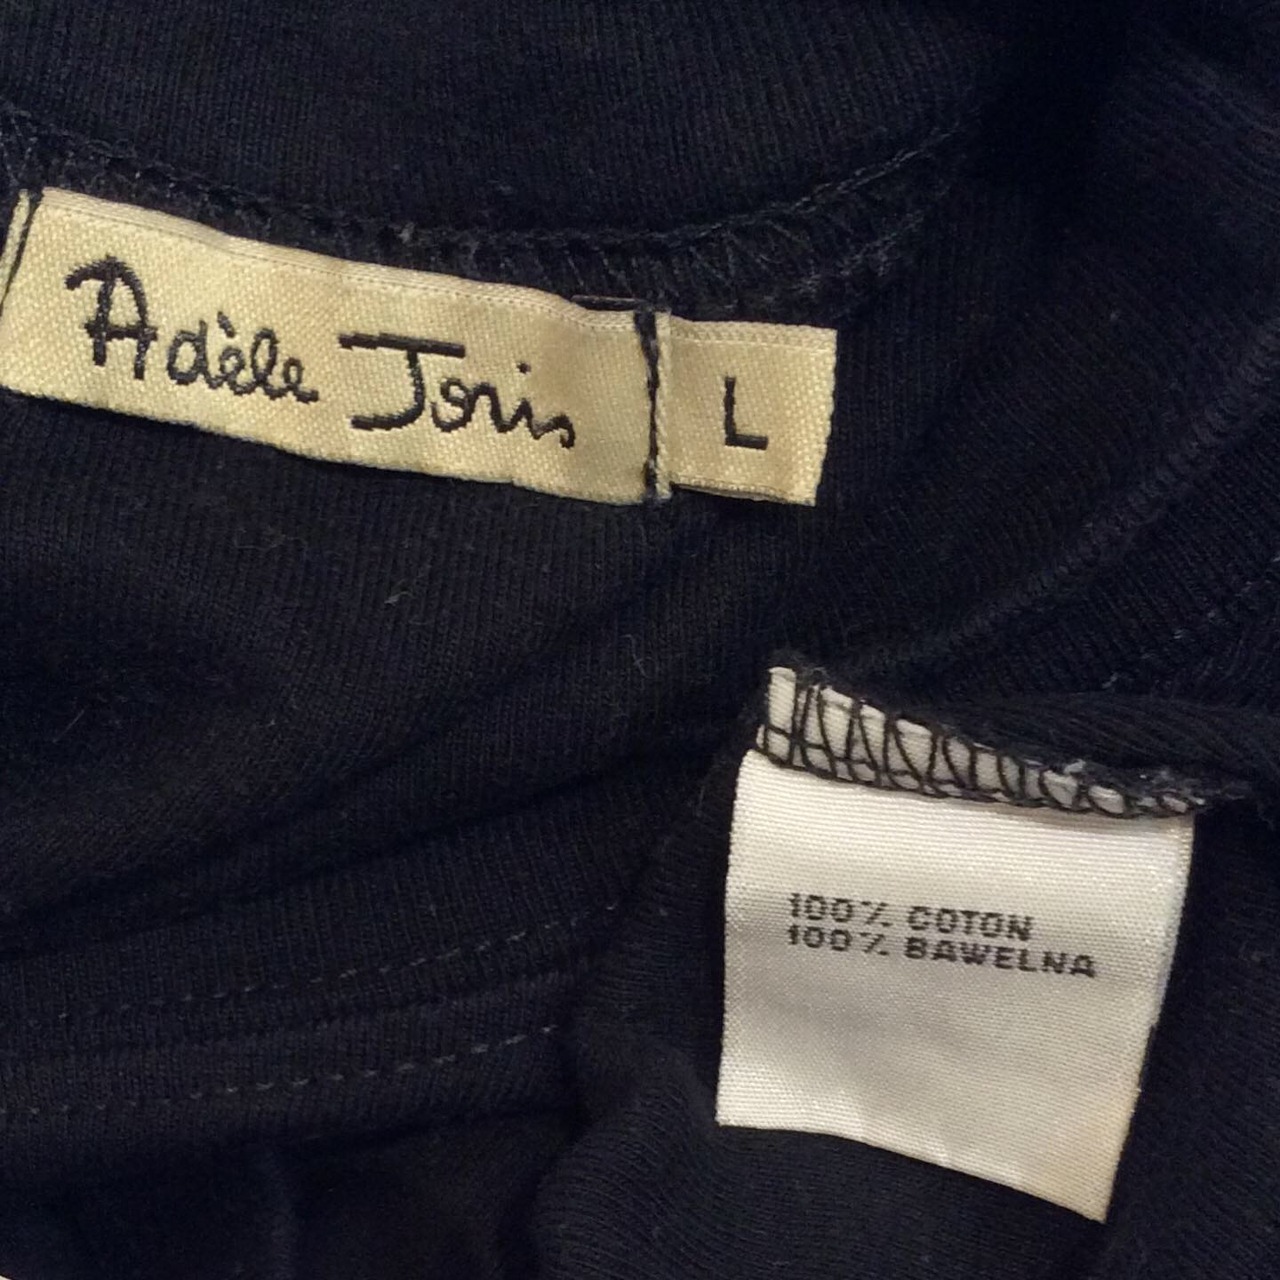 Adèle Joris
L
100% COTON
100% BAWELNA